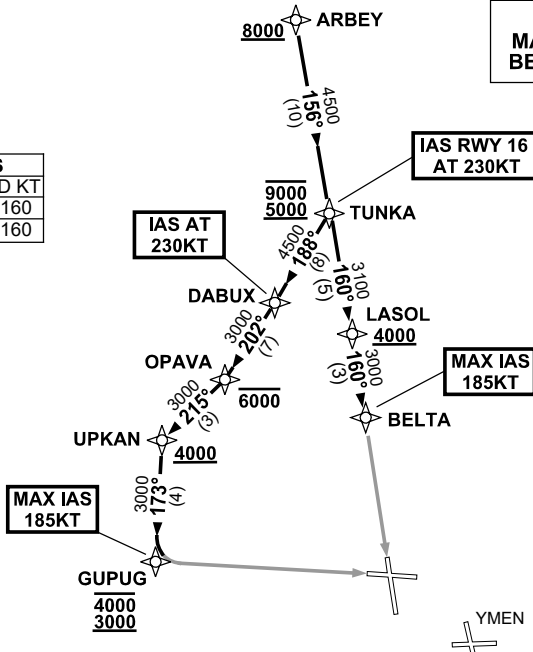 ARBEY
8000
MA
BE
4500
156°
(10)
S
D KT
160
160
IAS RWY 16
AT 230KT
9000
5000
TUNKA
IAS AT
230KT
4500
188°
(8)
3100
160°
(5)
DABUX
LASOL
4000
3000
202°
(7)
3000
160°
(3)
OPAVA
6000
MAX IAS
185KT
3000
215°
(3)
BELTA
UPKAN
4000
3000
173°
(4)
MAX IAS
185KT
GUPUG
4000
3000
YMEN